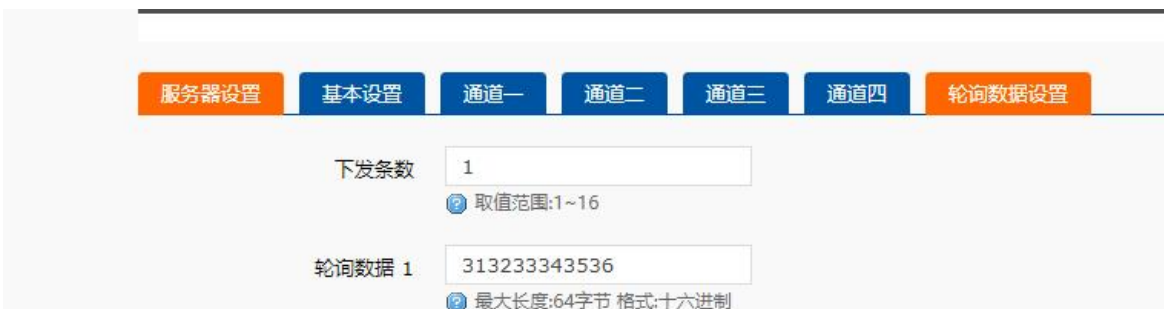 服务器设置 基本设置 通道一 通道二 通道三 通道四 轮询数据设置
下发条数 1
取值范围:1~16
轮询数据 1 313233343536
最大长度:64字节 格式:十六进制